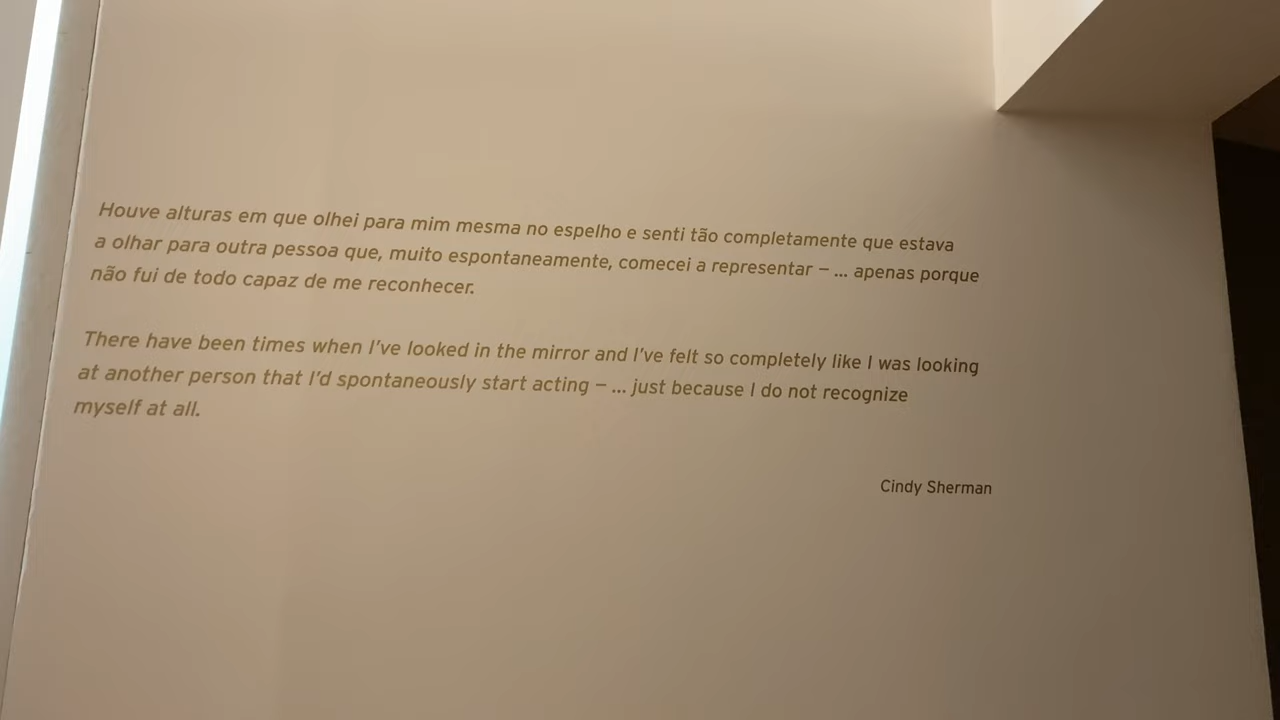 Houve alturas em que olhei para mim mesma no espelho e senti tão completamente que estava
a olhar para outra pessoa que, muito espontaneamente, comecei a representar – ... apenas porque
não fui de todo capaz de me reconhecer.
There have been times when I've looked in the mirror and I've felt so completely like I was looking
at another person that I'd spontaneously start acting – ... just because I do not recognize
myself at all.
Cindy Sherman